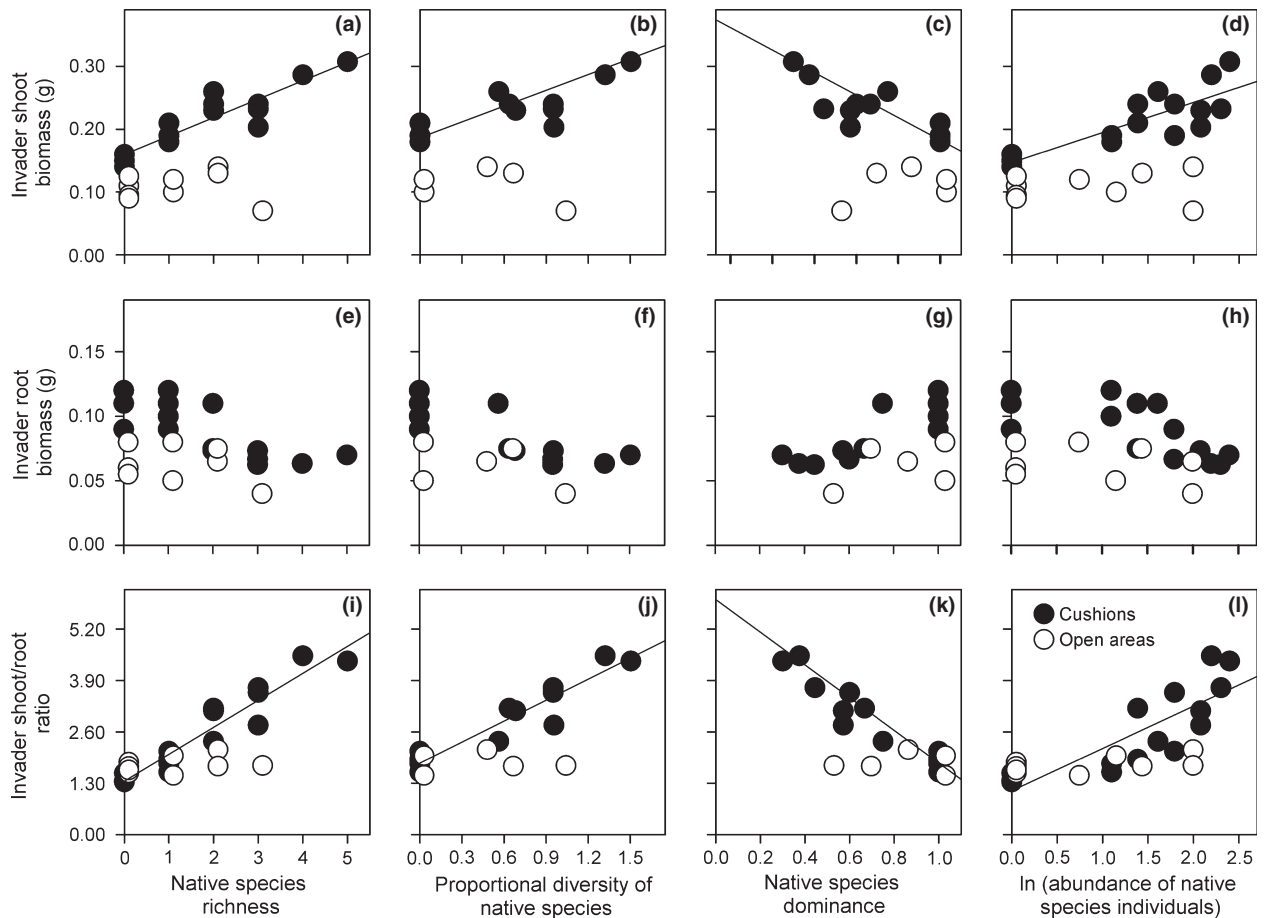 (a) (b) (c) (d)
Invader shoot
biomass (g)
0.30
0.20
0.10
0.00
(e) (f) (g) (h)
Invader root
biomass (g)
0.15
0.10
0.05
0.00
(i) (j) (k) (l)
Cushions
Open areas
Invader shoot/root
ratio
5.20
3.90
2.60
1.30
0.00
0 1 2 3 4 5
0.0 0.3 0.6 0.9 1.2 1.5
0.0 0.2 0.4 0.6 0.8 1.0
0.0 0.5 1.0 1.5 2.0 2.5
Native species
richness
Proportional diversity of
native species
Native species
dominance
ln (abundance of native
species individuals)